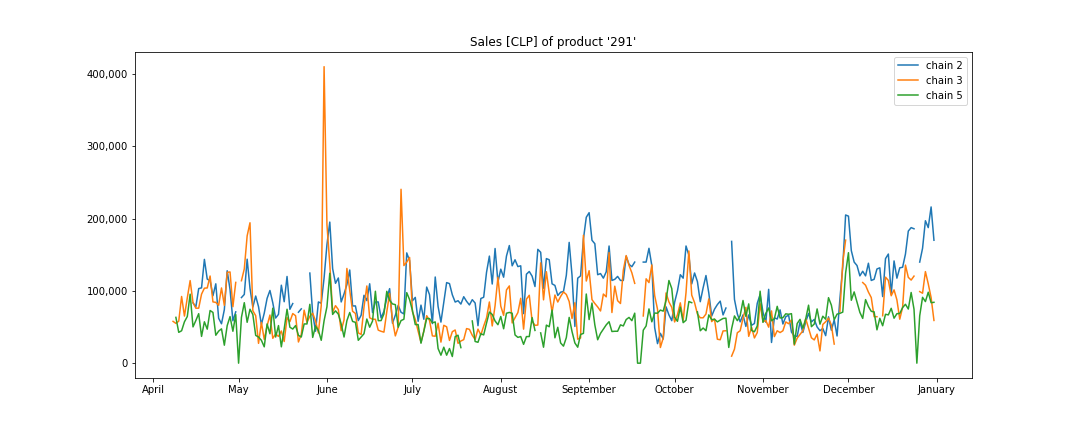 Sales [CLP] of product '291'
chain 2
chain 3
chain 5
400,000
300,000
200,000
100,000
0
April May June July August September October November December January